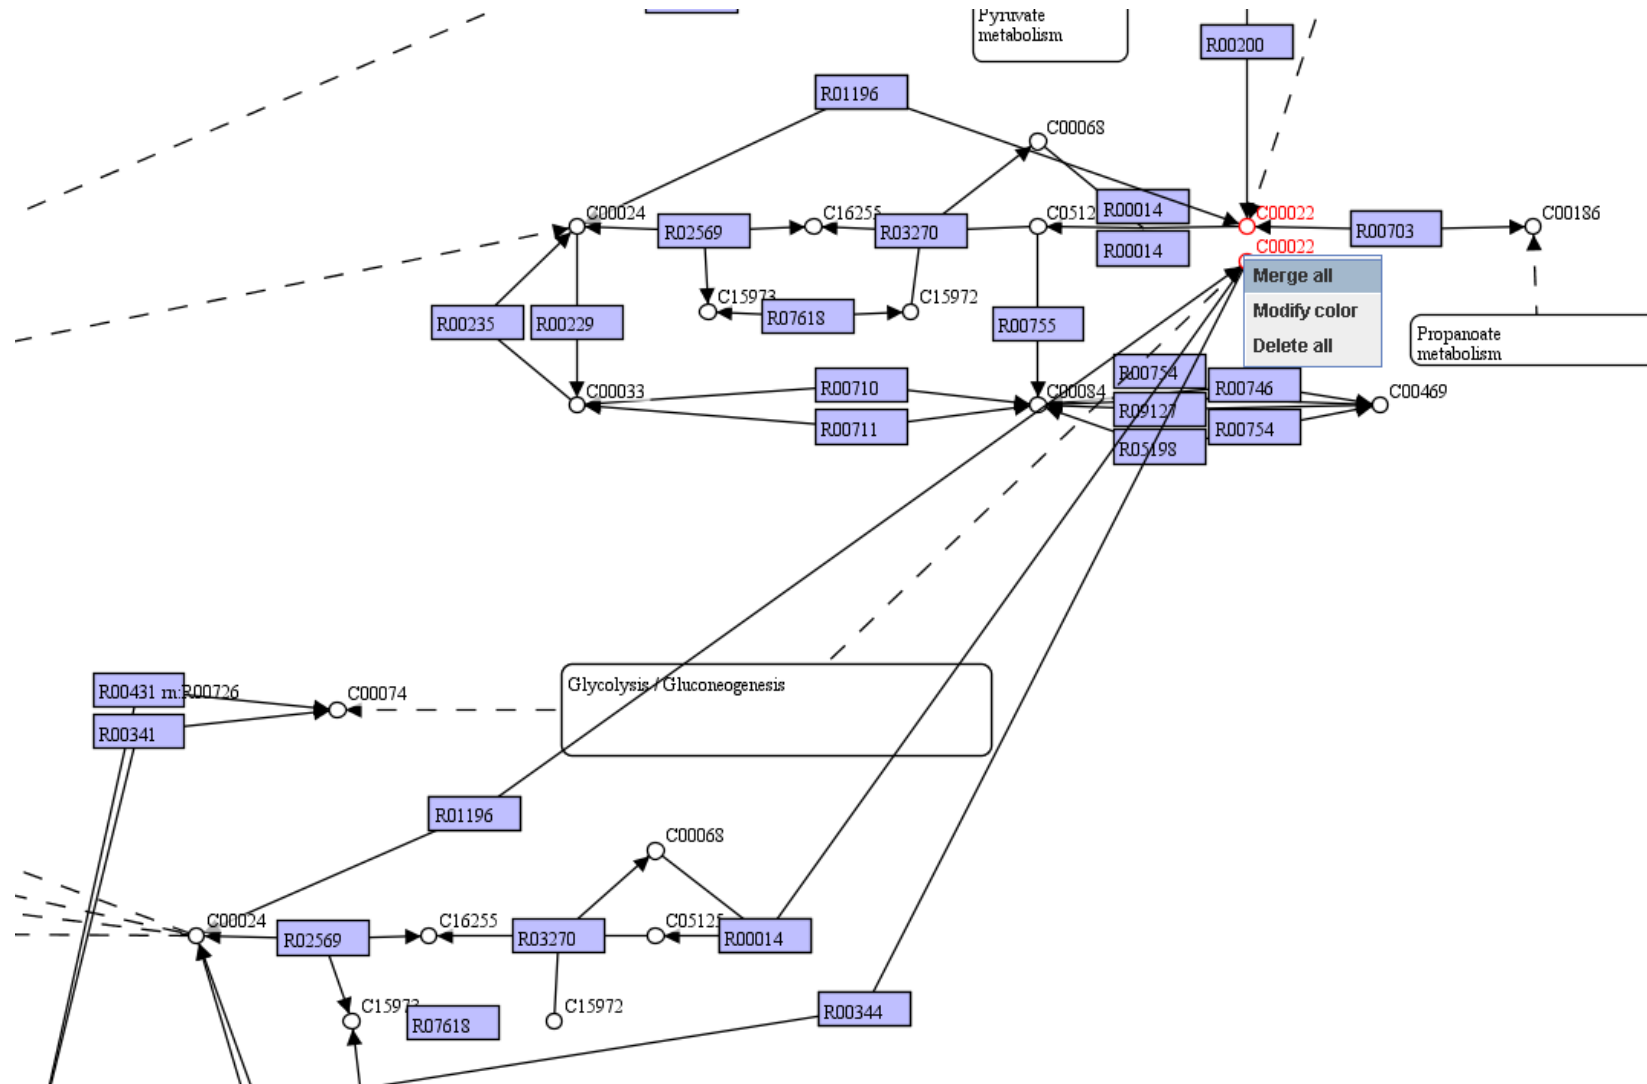 Pyruvate
metabolism
R00200
R01196
C00068
C00024
R02569
C16255
R03270
C0512
R00014
R00014
C00022
C00022
R00703
C00186
Merge all
Modify color
Delete all
Propanoate
metabolism
C15973
R07618
C15972
R00235
R00229
R00755
C00033
R00710
R00711
C00084
R00754
R09127
R05198
R00746
R00754
C00469
R00431 rn:R00726
R00341
C00074
Glycolysis / Gluconeogenesis
R01196
C00068
C00024
R02569
C16255
R03270
C05125
R00014
C15973
R07618
C15972
R00344